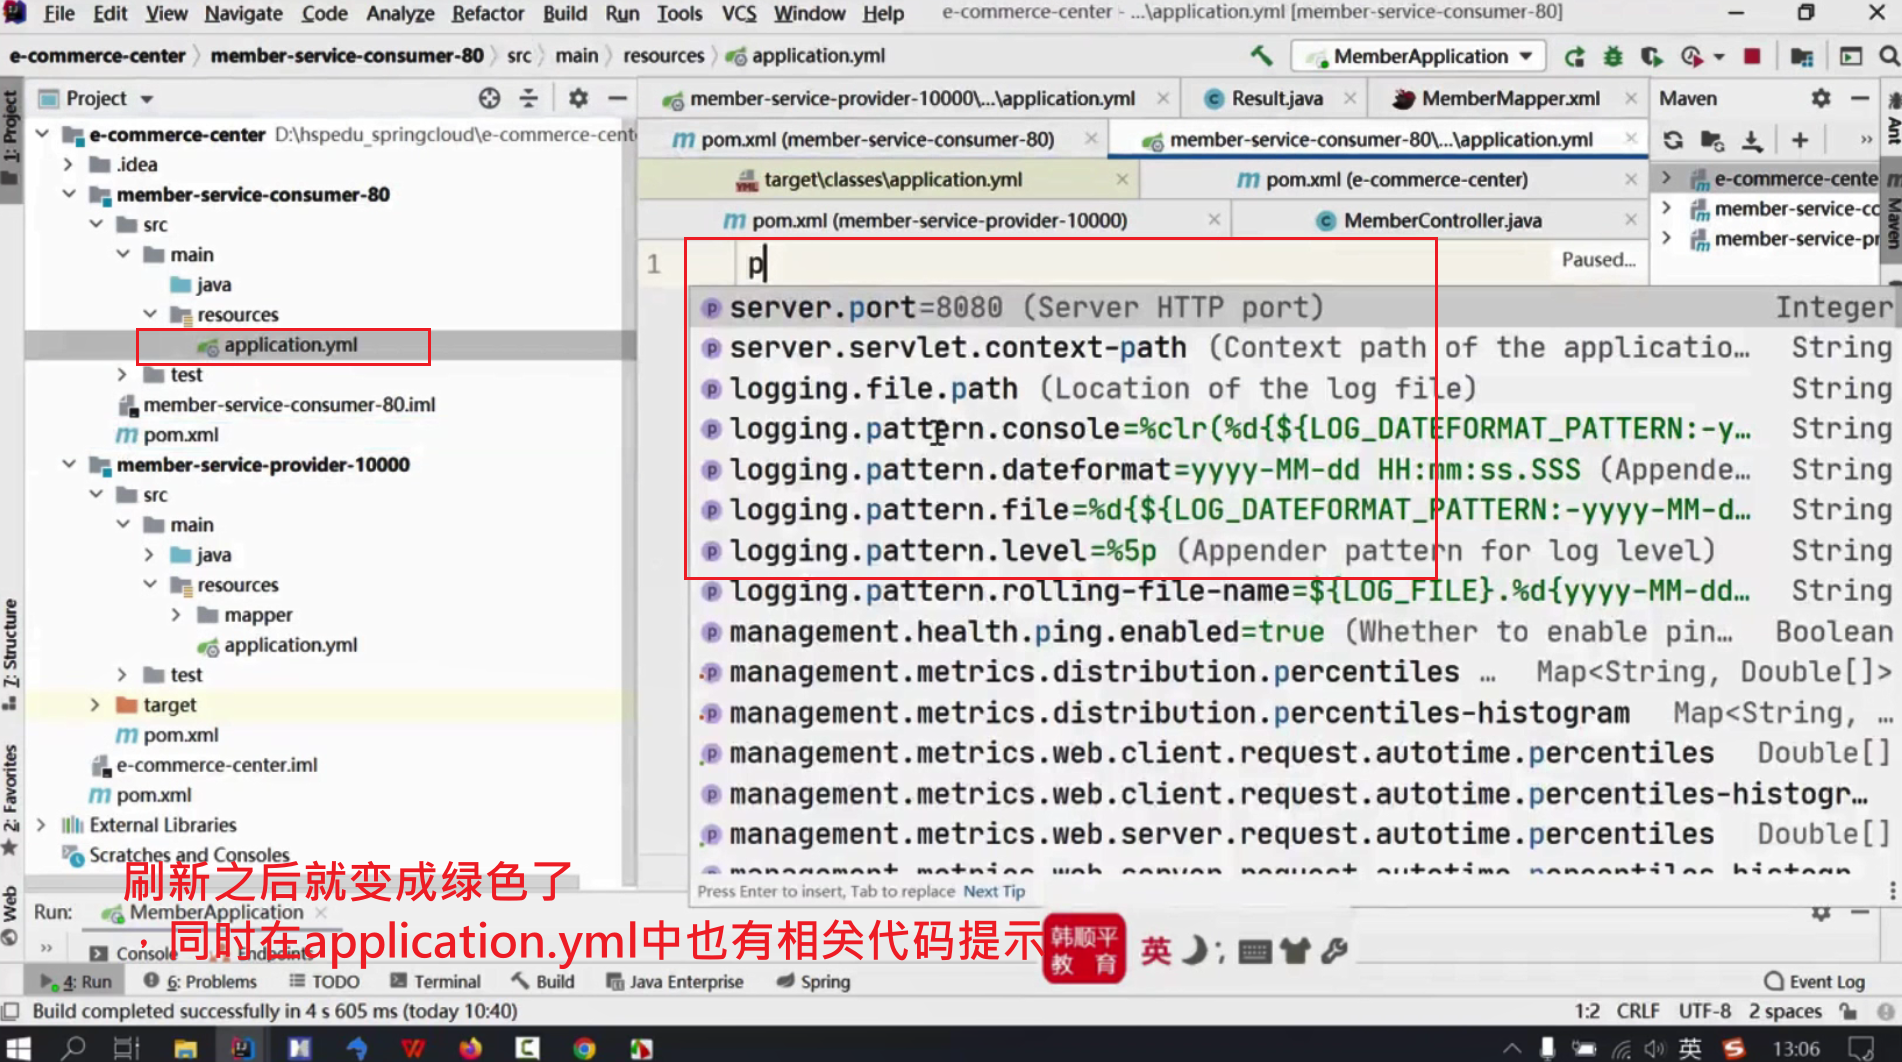 File Edit View Navigate Code Analyze Refactor Build Run Tools VCS Window Help e-commerce-center - ...\application.yml [member-service-consumer-80]
e-commerce-center member-service-consumer-80 src main resources application.yml MemberApplication
Project
member-service-provider-10000\...\application.yml Result.java MemberMapper.xml Maven
pom.xml (member-service-consumer-80) member-service-consumer-80\...\application.yml
target\classes\application.yml pom.xml (e-commerce-center)
pom.xml (member-service-provider-10000) MemberController.java
1: Project
7: Structure
2: Favorites
Web
e-commerce-center D:\hspedu_springcloud\e-commerce-cent
.idea
member-service-consumer-80
src
main
java
resources
application.yml
test
member-service-consumer-80.iml
pom.xml
member-service-provider-10000
src
main
java
resources
mapper
application.yml
test
target
pom.xml
e-commerce-center.iml
pom.xml
External Libraries
Scratches and Consoles
1 p Paused...
server.port=8080 (Server HTTP port) Integer
server.servlet.context-path (Context path of the applicatio... String
logging.file.path (Location of the log file) String
logging.pattern.console=%clr(%d{${LOG_DATEFORMAT_PATTERN:-y... String
logging.pattern.dateformat=yyyy-MM-dd HH:mm:ss.SSS (Appende... String
logging.pattern.file=%d{${LOG_DATEFORMAT_PATTERN:-yyyy-MM-d... String
logging.pattern.level=%5p (Appender pattern for log level) String
logging.pattern.rolling-file-name=${LOG_FILE}.%d{yyyy-MM-dd... String
management.health.ping.enabled=true (Whether to enable pin... Boolean
management.metrics.distribution.percentiles ... Map<String, Double[]>
management.metrics.distribution.percentiles-histogram Map<String, ...
management.metrics.web.client.request.autotime.percentiles Double[]
management.metrics.web.client.request.autotime.percentiles-histogr...
management.metrics.web.server.request.autotime.percentiles Double[]
Press Enter to insert, Tab to replace Next Tip
e-commerce-cente
member-service-co
member-service-pr
Ant
Maven
刷新之后就变成绿色了
，同时在application.yml中也有相关代码提示
Run: MemberApplication
Console Endpoints
韩顺平
教育
英
4: Run 6: Problems TODO Terminal Build Java Enterprise Spring Event Log
Build completed successfully in 4 s 605 ms (today 10:40) 1:2 CRLF UTF-8 2 spaces
英 13:06